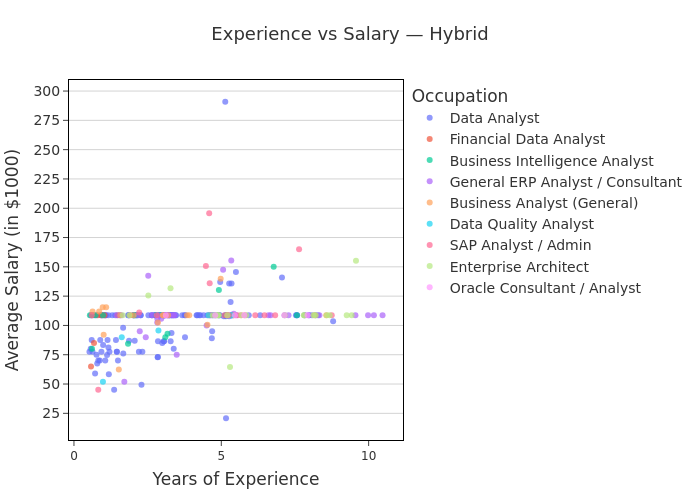 Experience vs Salary — Hybrid
Average Salary (in $1000)
300
275
250
225
200
175
150
125
100
75
50
25
0
5
10
Years of Experience
Occupation
Data Analyst
Financial Data Analyst
Business Intelligence Analyst
General ERP Analyst / Consultant
Business Analyst (General)
Data Quality Analyst
SAP Analyst / Admin
Enterprise Architect
Oracle Consultant / Analyst